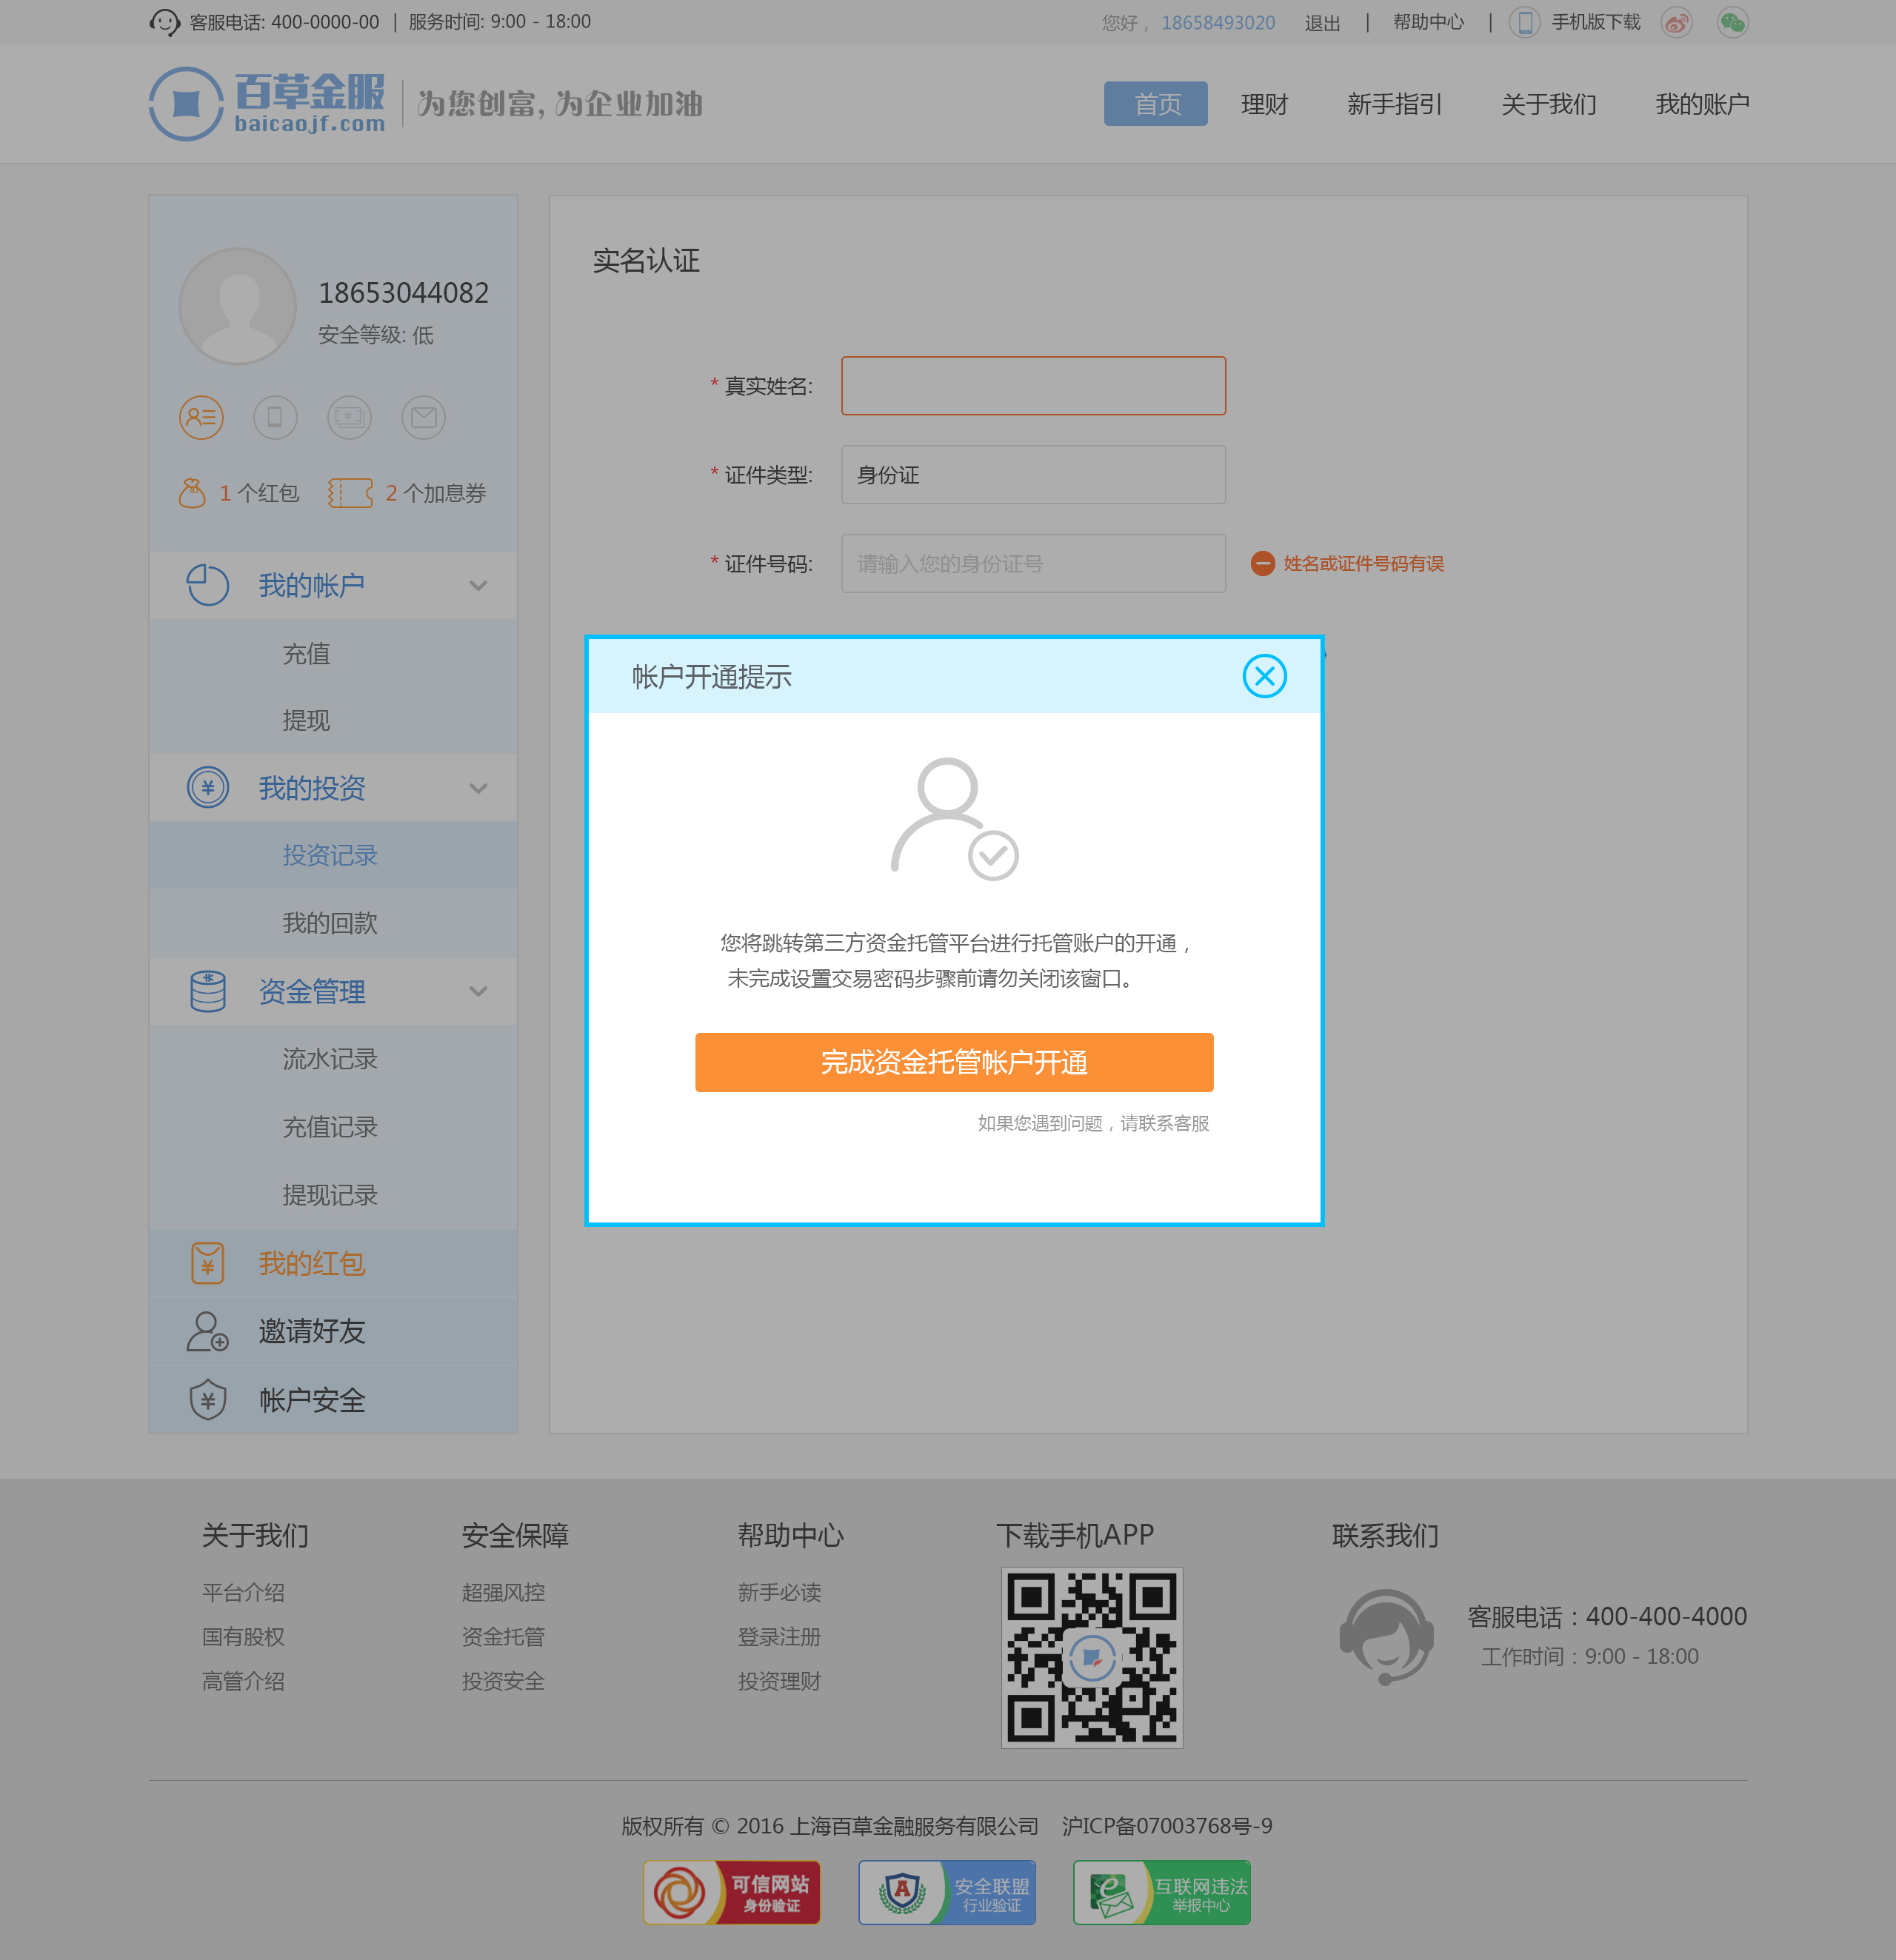 客服电话: 400-0000-00 | 服务时间: 9:00 - 18:00
您好， 18658493020 退出 | 帮助中心 | 手机版下载
百草金服
baicaojf.com
为您创富，为企业加油
首页 理财 新手指引 关于我们 我的账户
18653044082
安全等级: 低
1 个红包 2 个加息券
我的帐户
充值
提现
我的投资
投资记录
我的回款
资金管理
流水记录
充值记录
提现记录
我的红包
邀请好友
帐户安全
实名认证
* 真实姓名:
* 证件类型: 身份证
* 证件号码: 请输入您的身份证号 姓名或证件号码有误
帐户开通提示
您将跳转第三方资金托管平台进行托管账户的开通，
未完成设置交易密码步骤前请勿关闭该窗口。
完成资金托管帐户开通
如果您遇到问题，请联系客服
关于我们
平台介绍
国有股权
高管介绍
安全保障
超强风控
资金托管
投资安全
帮助中心
新手必读
登录注册
投资理财
下载手机APP
联系我们
客服电话：400-400-4000
工作时间：9:00 - 18:00
版权所有 © 2016 上海百草金融服务有限公司 沪ICP备07003768号-9
可信网站
身份验证
安全联盟
行业验证
互联网违法
举报中心